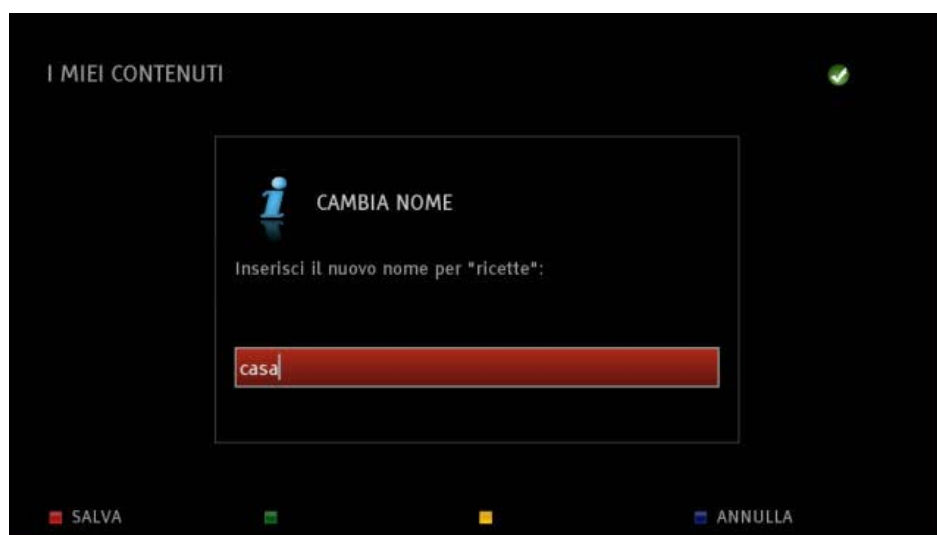 I MIEI CONTENUTI
CAMBIA NOME
Inserisci il nuovo nome per "ricette":
casa
SALVA
ANNULLA